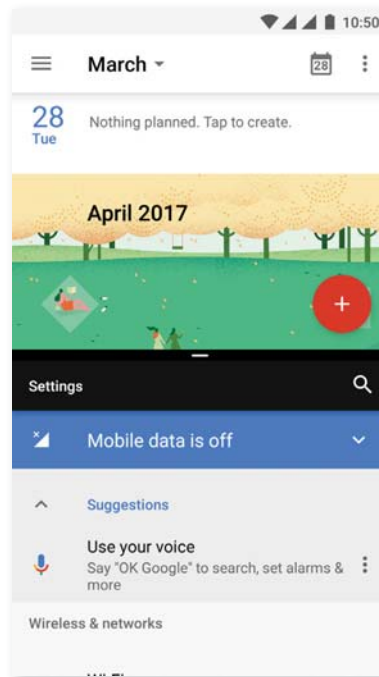 10:50
March
28
28
Tue
Nothing planned. Tap to create.
April 2017
+
Settings
Mobile data is off
Suggestions
Use your voice
Say "OK Google" to search, set alarms &
more
Wireless & networks